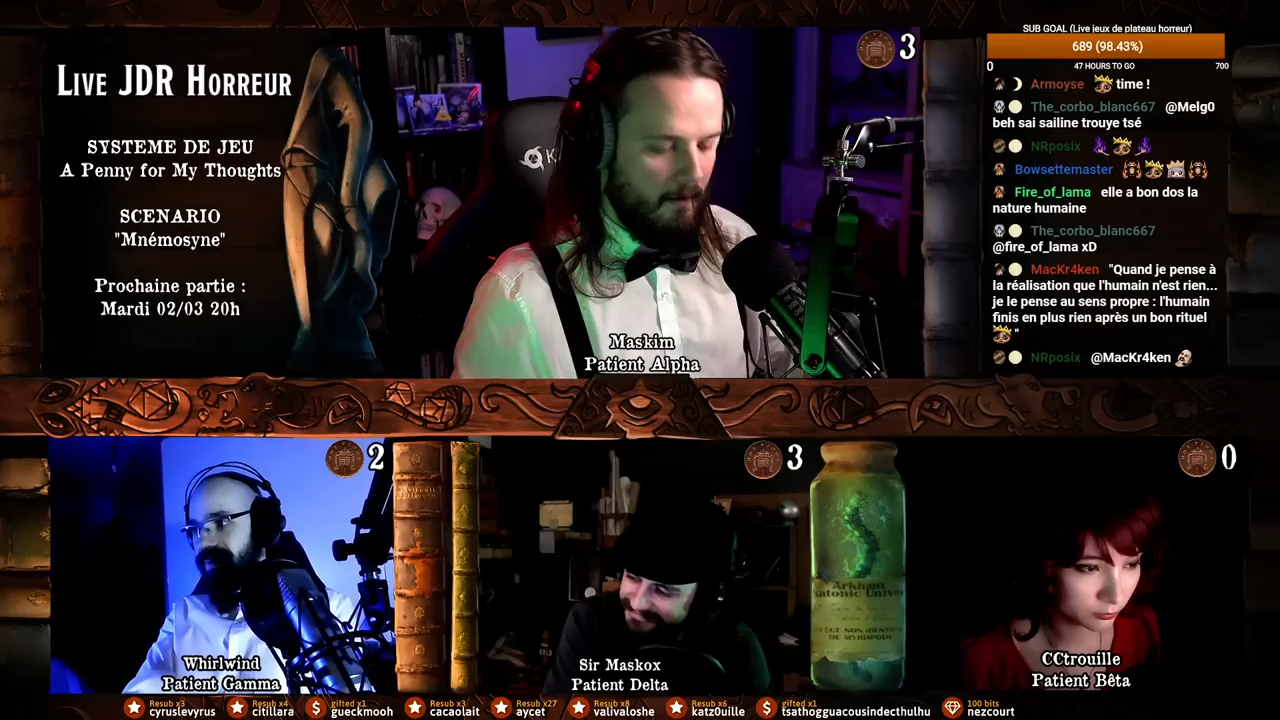 LIVE JDR HORREUR
SYSTEME DE JEU
A Penny for My Thoughts
SCENARIO
"Mnémosyne"
Prochaine partie :
Mardi 02/03 20h
3
Maskim
Patient Alpha
SUB GOAL (Live jeux de plateau horreur)
689 (98.43%)
0
47 HOURS TO GO
700
Armoyse time !
The_corbo_blanc667 @Melg0
beh sai sailine trouye tsé
NRposix
Bowsettemaster
Fire_of_lama elle a bon dos la
nature humaine
The_corbo_blanc667
@fire_of_lama xD
MacKr4ken "Quand je pense à
la réalisation que l'humain n'est rien...
je le pense au sens propre : l'humain
finis en plus rien après un bon rituel
"
NRposix @MacKr4ken
2
Whirlwind
Patient Gamma
3
Sir Maskox
Patient Delta
Arkham
0
CCtrouille
Patient Bêta
Resub x3
cyruslevyrus
Resub x4
citillara
gifted x1
gueckmooh
Resub x3
cacaolait
Resub x27
aycet
Resub x8
valivaloshe
Resub x6
katz0uille
gifted x1
tsathogguacousindecthulhu
100 bits
nezcourt